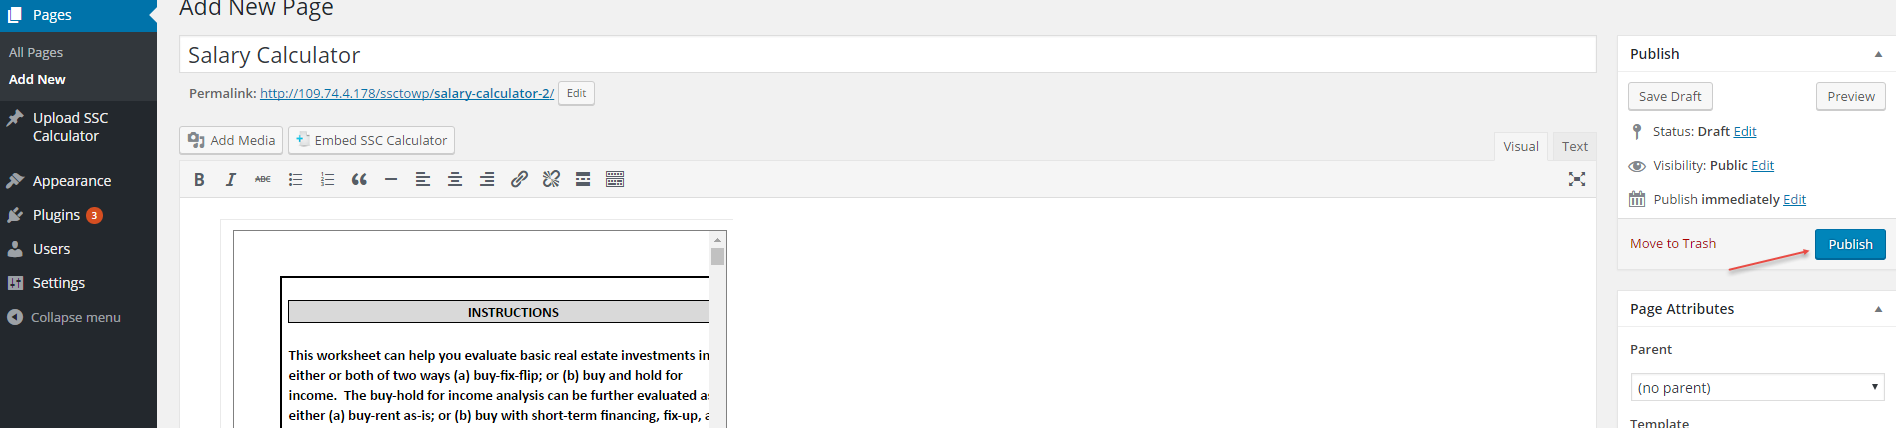 Pages
All Pages
Add New
Upload SSC
Calculator
Appearance
Plugins 3
Users
Settings
Collapse menu
Add New Page
Salary Calculator
Permalink: http://109.74.4.178/ssctowp/salary-calculator-2/ Edit
Add Media Embed SSC Calculator
Visual Text
B I ABC
INSTRUCTIONS
This worksheet can help you evaluate basic real estate investments in
either or both of two ways (a) buy-fix-flip; or (b) buy and hold for
income. The buy-hold for income analysis can be further evaluated as
either (a) buy-rent as-is; or (b) buy with short-term financing, fix-up, a
Publish
Save Draft Preview
Status: Draft Edit
Visibility: Public Edit
Publish immediately Edit
Move to Trash Publish
Page Attributes
Parent
(no parent)
Template